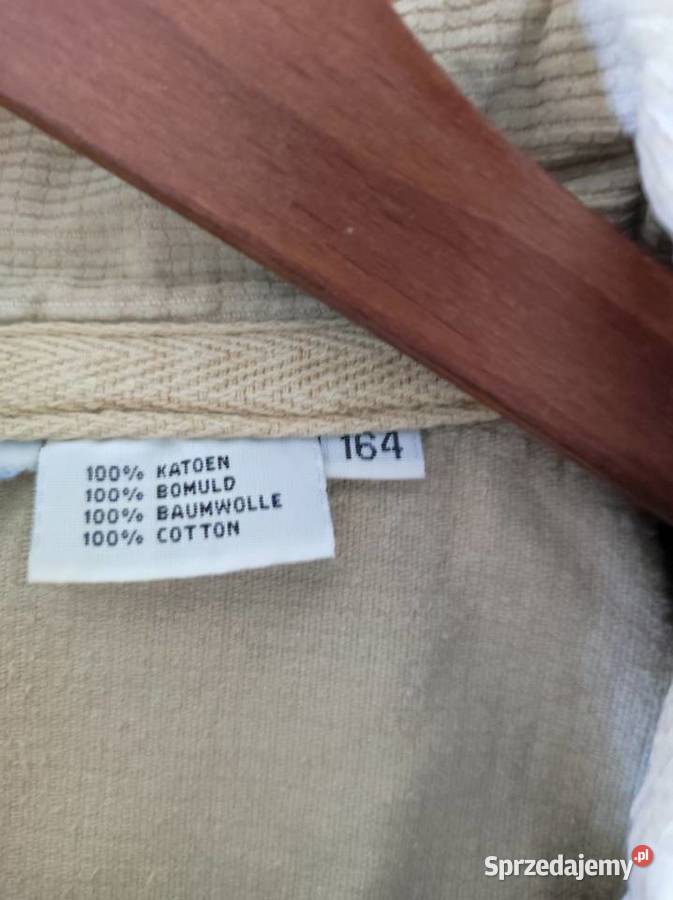 164
100% KATOEN
100% BOMULD
100% BAUMWOLLE
100% COTTON
Sprzedajemy.pl